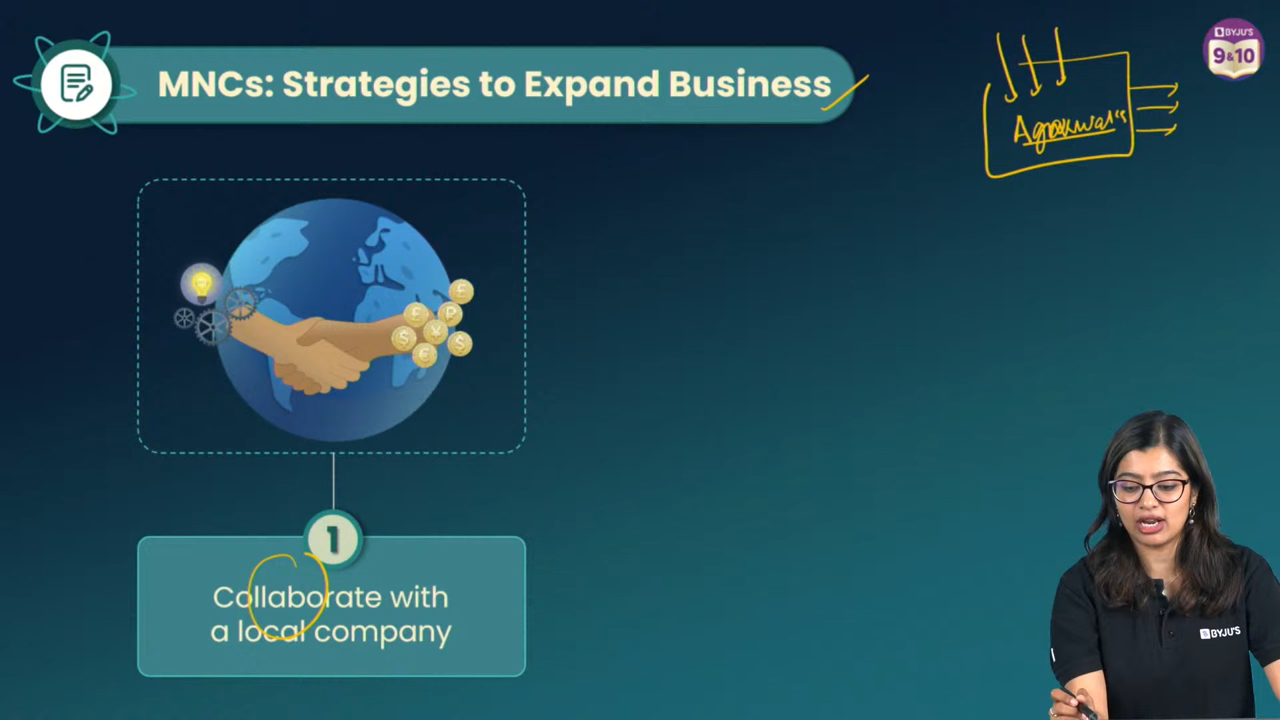 MNCs: Strategies to Expand Business
BYJU'S
9&10
Agarwal's
1
Collaborate with
a local company
BYJU'S